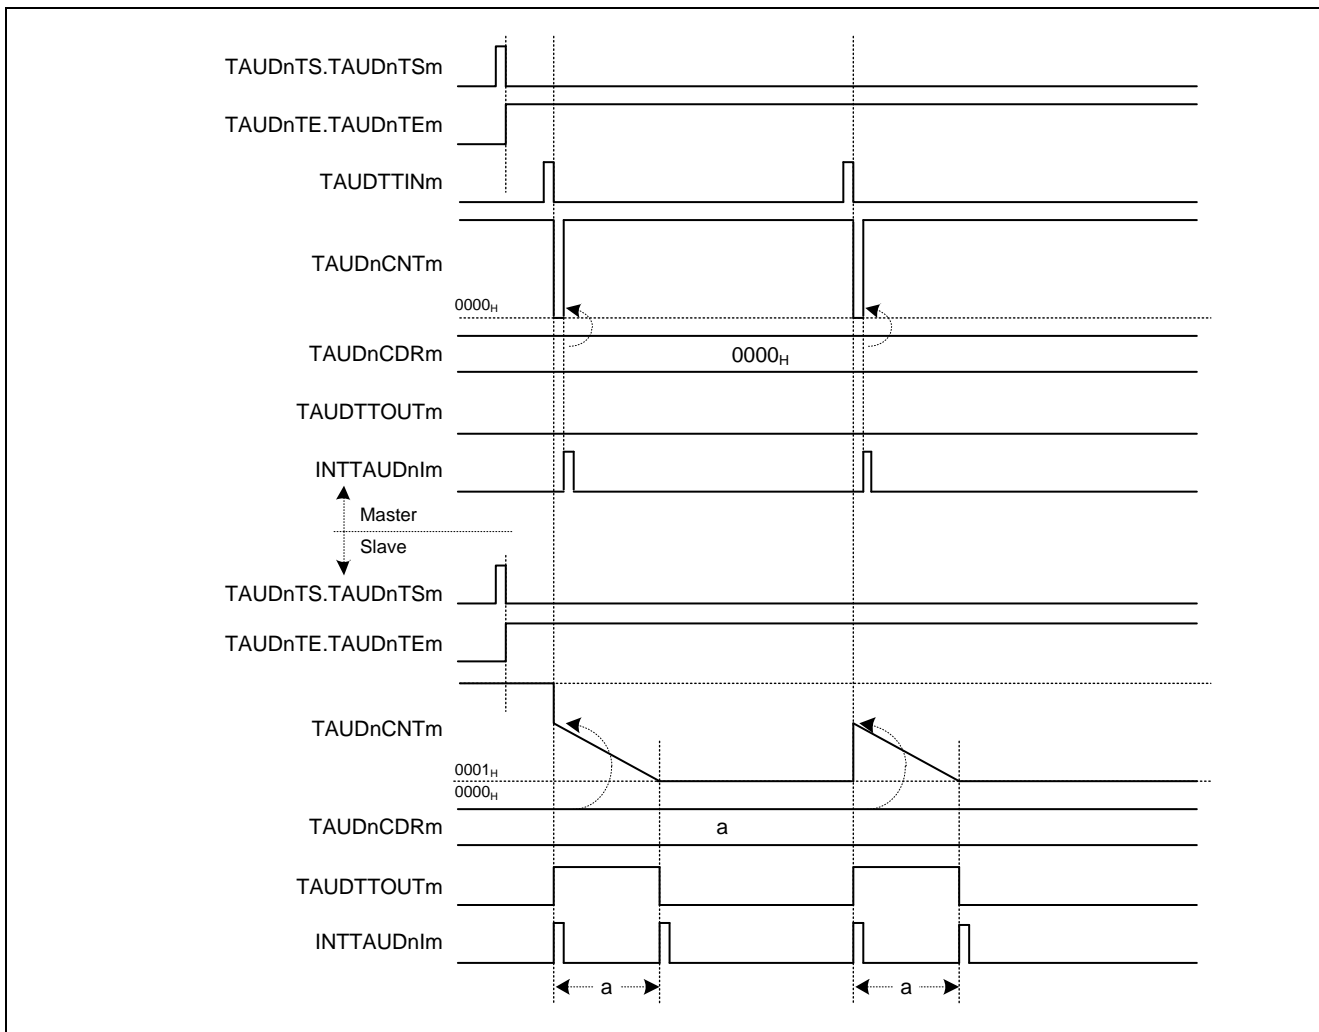 TAUDnTS.TAUDnTSm
TAUDnTE.TAUDnTEm
TAUDTTINm
TAUDnCNTm
0000H
TAUDnCDRm
0000H
TAUDTTOUTm
INTTAUDnIm
Master
Slave
TAUDnTS.TAUDnTSm
TAUDnTE.TAUDnTEm
TAUDnCNTm
0001H
0000H
TAUDnCDRm
a
TAUDTTOUTm
INTTAUDnIm
a
a